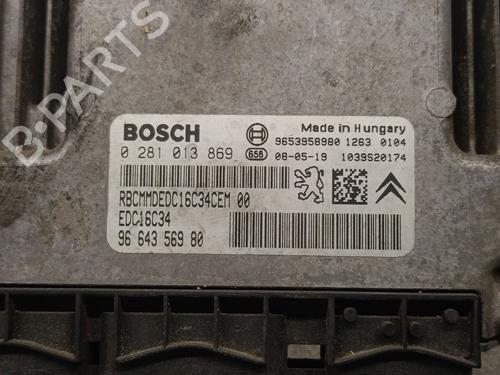 B-PARTS
BOSCH
Made in Hungary
9653958980 1263 0104
0 281 013 869
658
08-05-19 1039S20174
RBCMMDEDC16C34CEM 00
EDC16C34
96 643 569 80